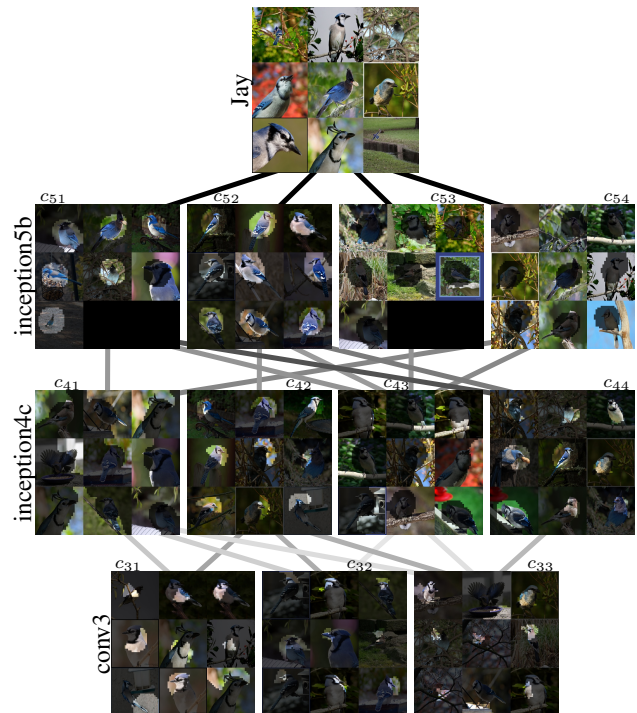 Jay
c51 c52 c53 c54
inception5b
c41 c42 c43 c44
inception4c
c31 c32 c33
conv3